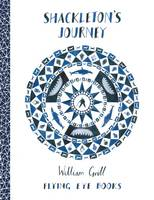 SHACKLETON'S
JOURNEY
William Grill
FLYING EYE BOOKS